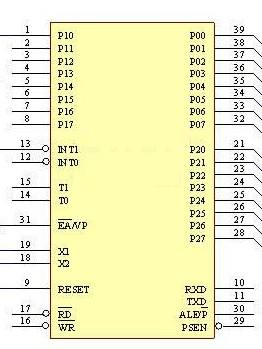 1 P10 P00 39
2 P11 P01 38
3 P12 P02 37
4 P13 P03 36
5 P14 P04 35
6 P15 P05 34
7 P16 P06 33
8 P17 P07 32
13 INT1 P20 21
12 INT0 P21 22
P22 23
15 T1 P23 24
14 T0 P24 25
P25 26
31 EA/VP P26 27
P27 28
19 X1
18 X2
9 RESET RXD 10
TXD 11
17 RD ALE/P 30
16 WR PSEN 29